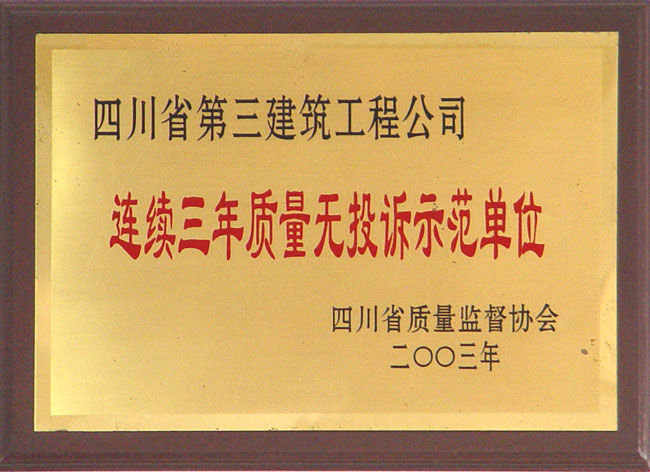 四川省第三建筑工程公司
连续三年质量无投诉示范单位
四川省质量监督协会
二〇〇三年